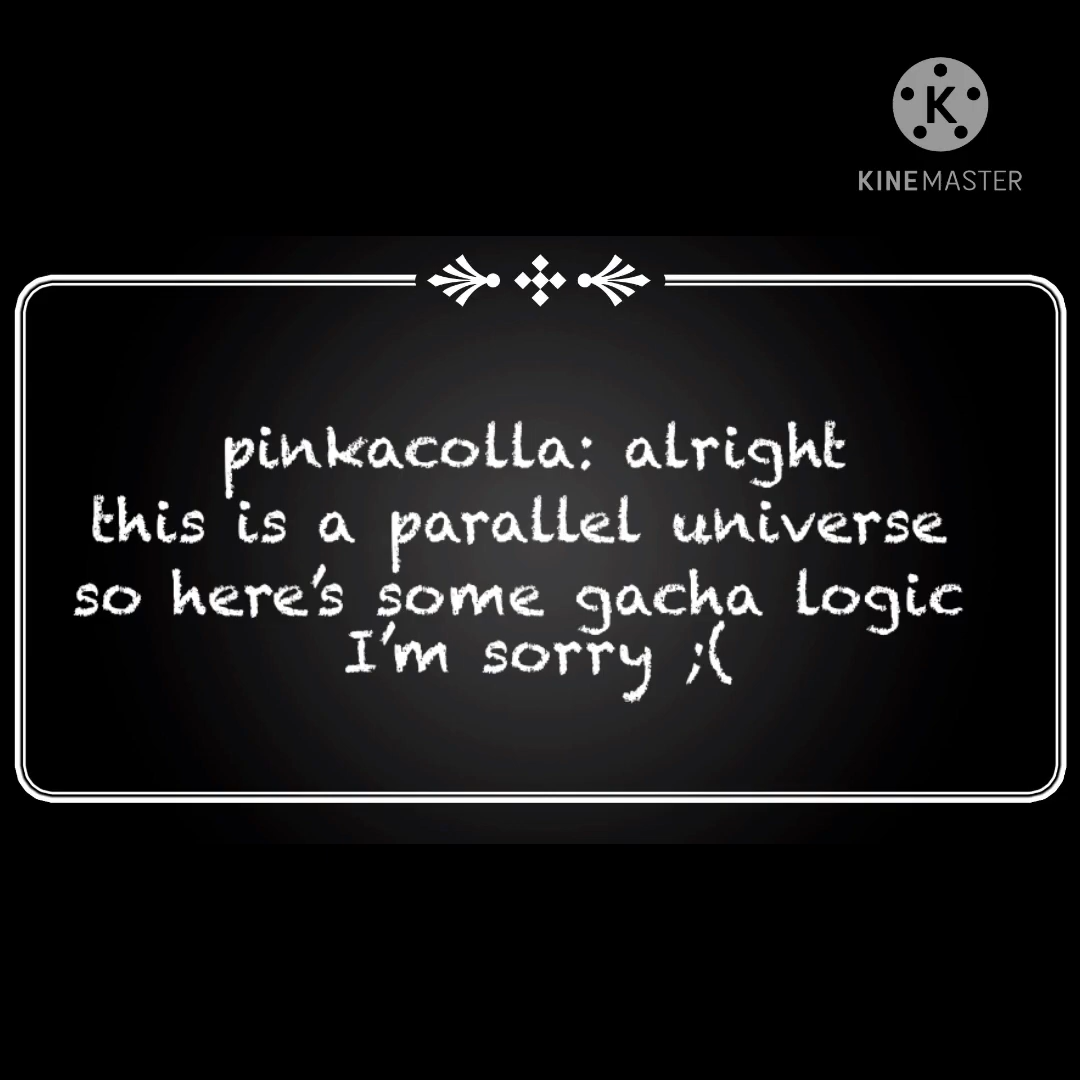 K
KINEMASTER
pinkacolla: alright
this is a parallel universe
so here's some gacha logic
I'm sorry ;(